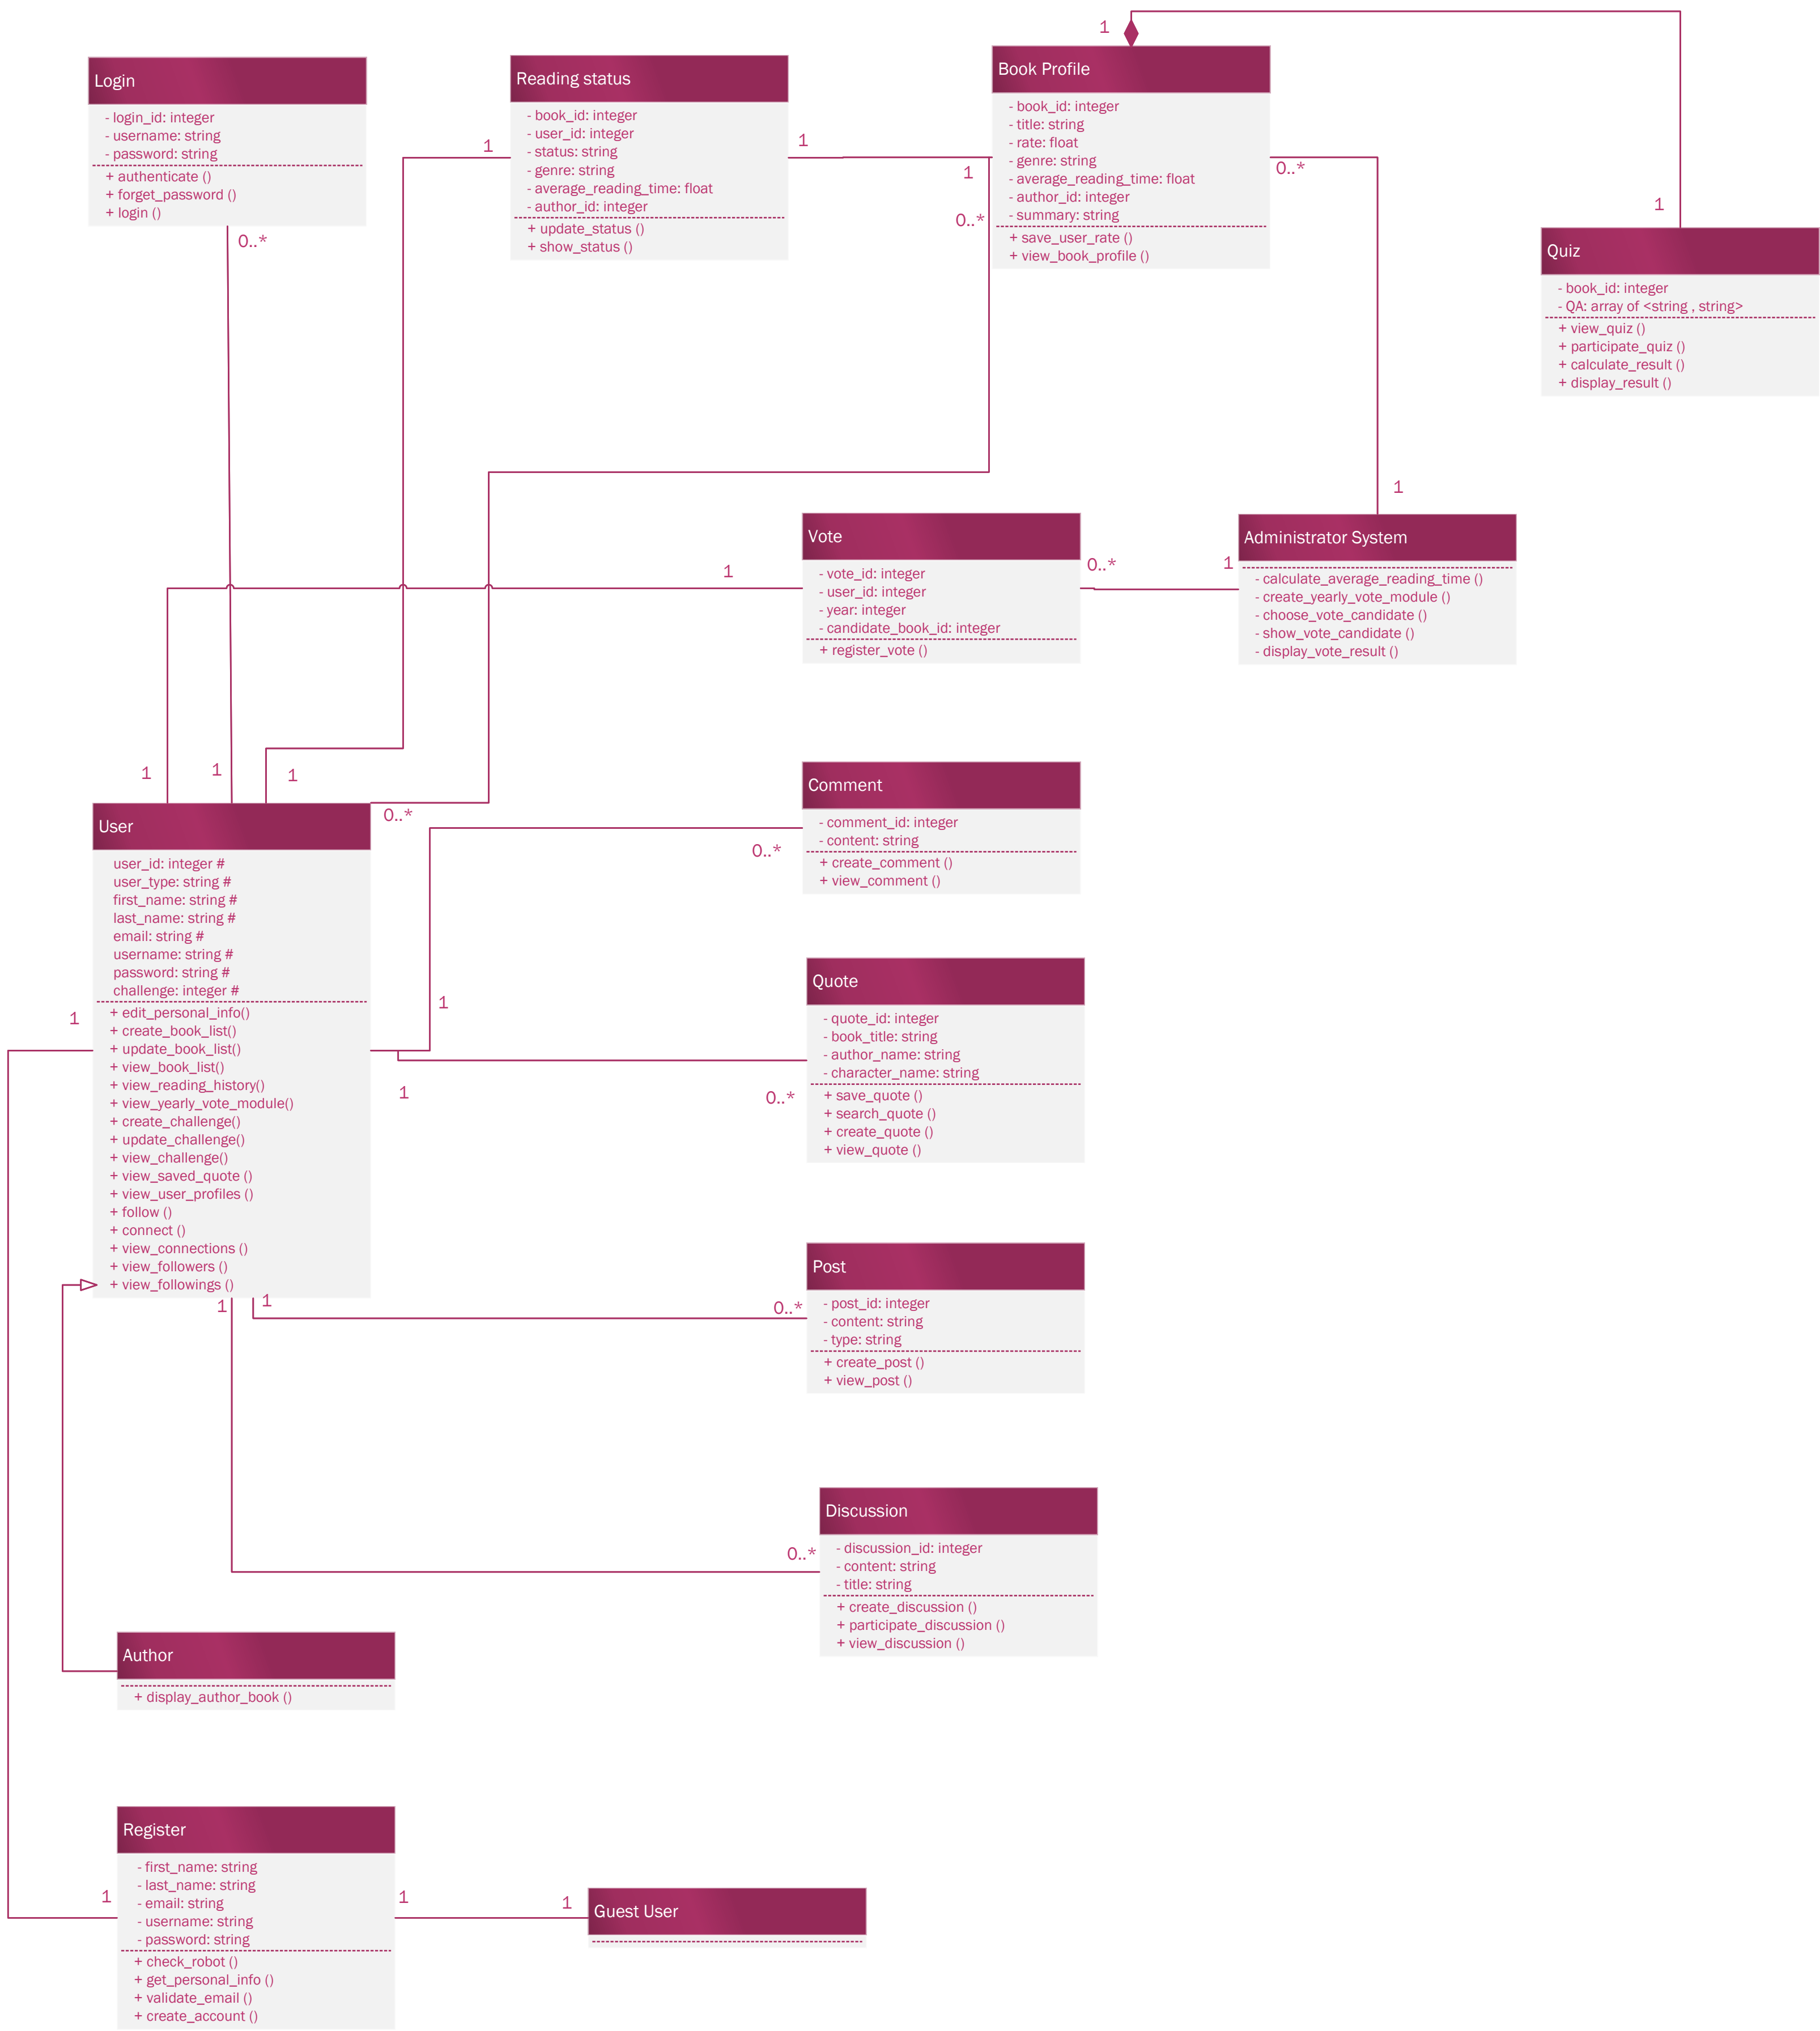 1
Login
- login_id: integer
- username: string
- password: string
+ authenticate ()
+ forget_password ()
+ login ()
0..*
Reading status
- book_id: integer
- user_id: integer
- status: string
- genre: string
- average_reading_time: float
- author_id: integer
+ update_status ()
+ show_status ()
1
1
Book Profile
- book_id: integer
- title: string
- rate: float
- genre: string
- average_reading_time: float
- author_id: integer
- summary: string
+ save_user_rate ()
+ view_book_profile ()
1
0..*
0..*
1
Quiz
- book_id: integer
- QA: array of <string , string>
+ view_quiz ()
+ participate_quiz ()
+ calculate_result ()
+ display_result ()
1
Vote
- vote_id: integer
- user_id: integer
- year: integer
- candidate_book_id: integer
+ register_vote ()
1
0..*
1
Administrator System
- calculate_average_reading_time ()
- create_yearly_vote_module ()
- choose_vote_candidate ()
- show_vote_candidate ()
- display_vote_result ()
1
1
1
0..*
User
user_id: integer #
user_type: string #
first_name: string #
last_name: string #
email: string #
username: string #
password: string #
challenge: integer #
+ edit_personal_info()
+ create_book_list()
+ update_book_list()
+ view_book_list()
+ view_reading_history()
+ view_yearly_vote_module()
+ create_challenge()
+ update_challenge()
+ view_challenge()
+ view_saved_quote ()
+ view_user_profiles ()
+ follow ()
+ connect ()
+ view_connections ()
+ view_followers ()
+ view_followings ()
1
1
1
1
1
Comment
- comment_id: integer
- content: string
+ create_comment ()
+ view_comment ()
0..*
Quote
- quote_id: integer
- book_title: string
- author_name: string
- character_name: string
+ save_quote ()
+ search_quote ()
+ create_quote ()
+ view_quote ()
0..*
Post
- post_id: integer
- content: string
- type: string
+ create_post ()
+ view_post ()
0..*
Discussion
- discussion_id: integer
- content: string
- title: string
+ create_discussion ()
+ participate_discussion ()
+ view_discussion ()
0..*
Author
+ display_author_book ()
Register
- first_name: string
- last_name: string
- email: string
- username: string
- password: string
+ check_robot ()
+ get_personal_info ()
+ validate_email ()
+ create_account ()
1
1
1
Guest User